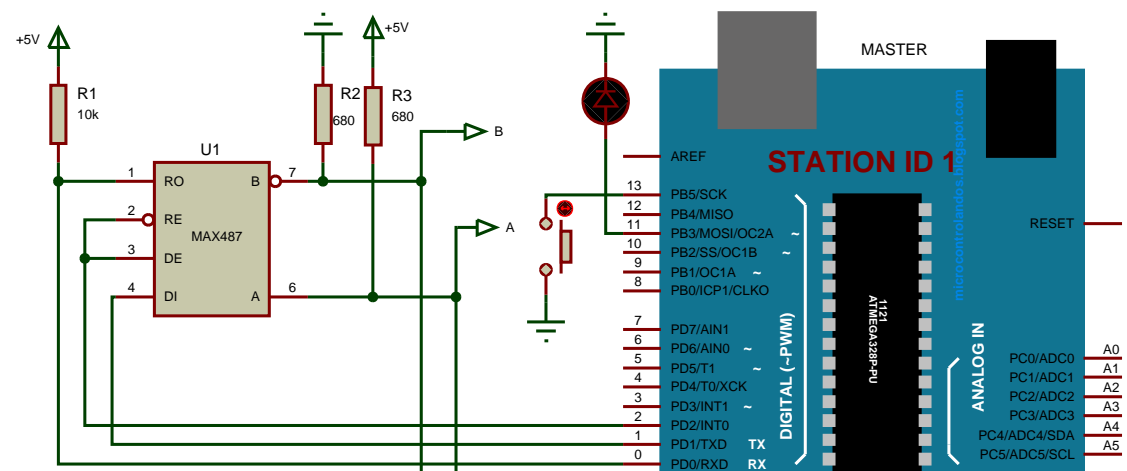 +5V
R1
10k
R2
680
+5V
R3
680
B
A
U1
1
RO
2
RE
3
DE
4
DI
MAX487
B
7
A
6
MASTER
STATION ID 1
microcontrolandos.blogspot.com
AREF
13
PB5/SCK
12
PB4/MISO
11
PB3/MOSI/OC2A ~
10
PB2/SS/OC1B ~
9
PB1/OC1A ~
8
PB0/ICP1/CLKO
7
PD7/AIN1
6
PD6/AIN0 ~
5
PD5/T1 ~
4
PD4/T0/XCK
3
PD3/INT1 ~
2
PD2/INT0
1
PD1/TXD TX
0
PD0/RXD RX
DIGITAL (~PWM)
1121
ATMEGA328P-PU
ANALOG IN
RESET
PC0/ADC0 A0
PC1/ADC1 A1
PC2/ADC2 A2
PC3/ADC3 A3
PC4/ADC4/SDA A4
PC5/ADC5/SCL A5